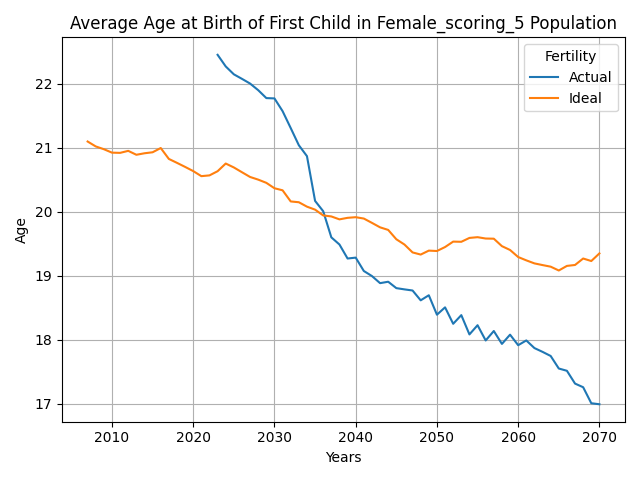 Average Age at Birth of First Child in Female_scoring_5 Population
Fertility
Actual
Ideal
Age
22
21
20
19
18
17
2010 2020 2030 2040 2050 2060 2070
Years